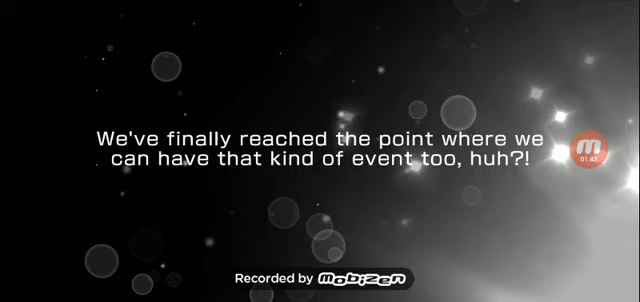 We've finally reached the point where we
can have that kind of event too, huh?!
01:43
Recorded by mobizen